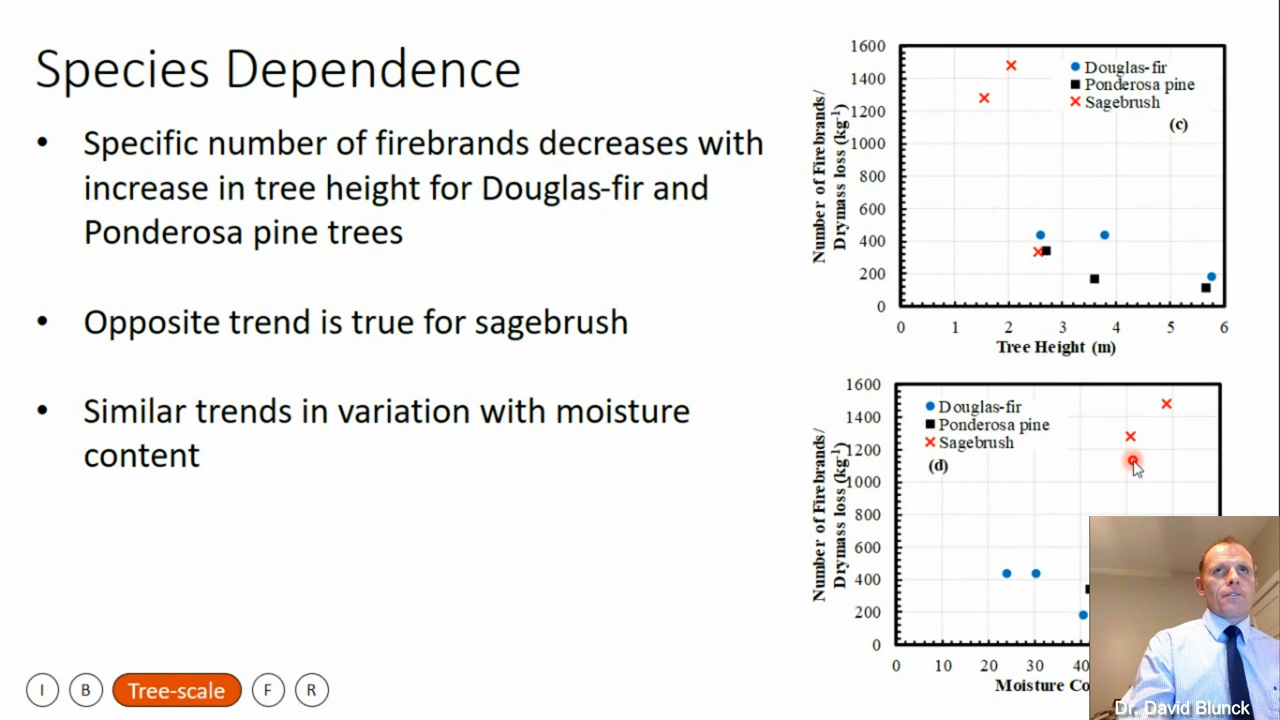 Species Dependence
• Specific number of firebrands decreases with
increase in tree height for Douglas-fir and
Ponderosa pine trees
• Opposite trend is true for sagebrush
• Similar trends in variation with moisture
content
I B Tree-scale F R
Number of Firebrands/
Drymass loss (kg⁻¹)
1600
1400
1200
1000
800
600
400
200
0
Douglas-fir
Ponderosa pine
Sagebrush
(c)
0 1 2 3 4 5 6
Tree Height (m)
Number of Firebrands/
Drymass loss (kg⁻¹)
1600
1400
1200
1000
800
600
400
200
0
Douglas-fir
Ponderosa pine
Sagebrush
(d)
0 10 20 30 40
Moisture Co
Dr. David Blunck